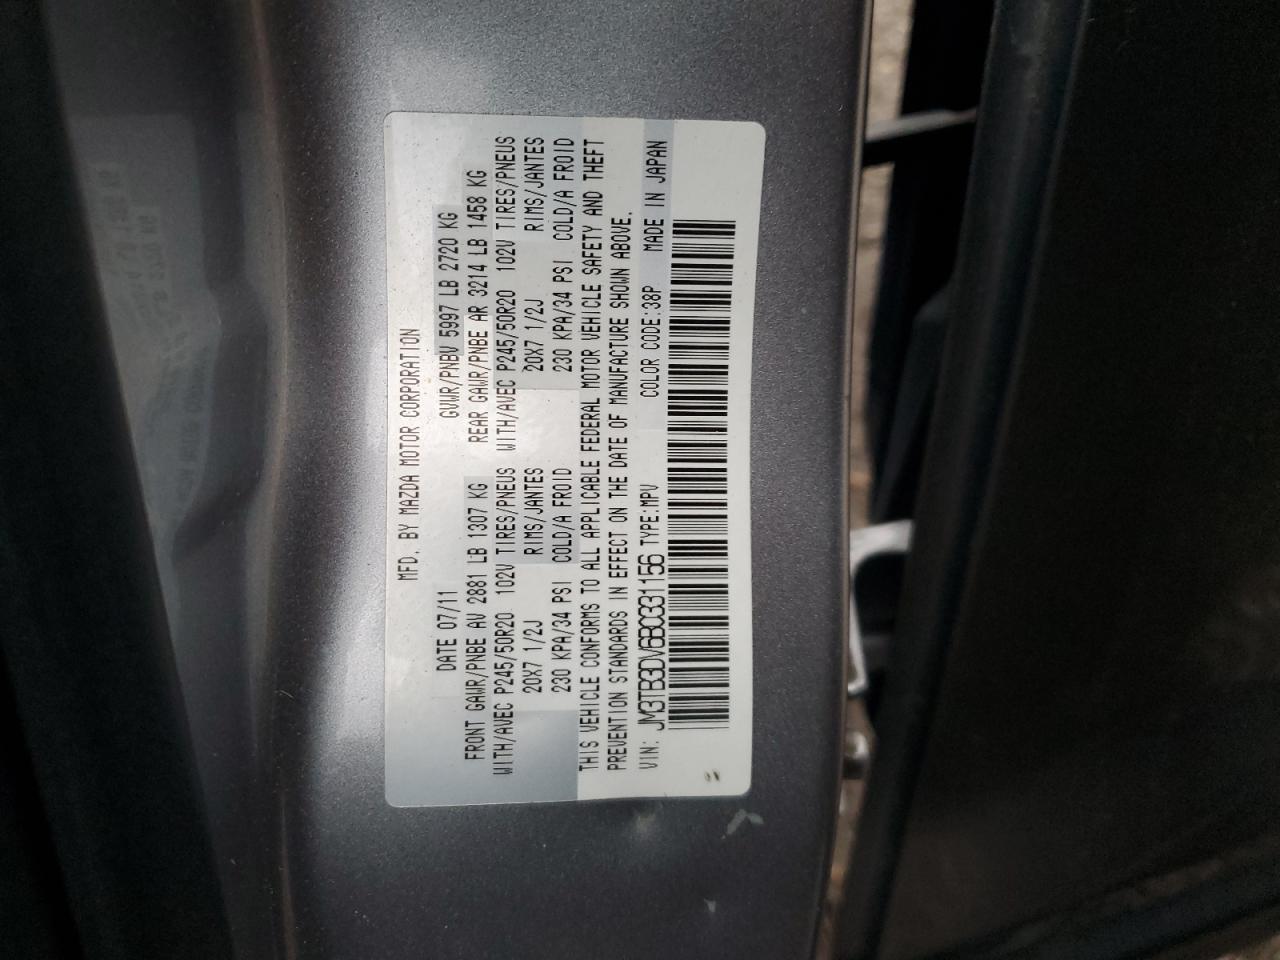 MFD. BY MAZDA MOTOR CORPORATION
DATE 07/11 GVWR/PNBV 5997 LB 2720 KG
FRONT GAWR/PNBE AV 2881 LB 1307 KG REAR GAWR/PNBE AR 3214 LB 1458 KG
WITH/AVEC P245/50R20 102V TIRES/PNEUS WITH/AVEC P245/50R20 102V TIRES/PNEUS
20X7 1/2J RIMS/JANTES 20X7 1/2J RIMS/JANTES
230 KPA/34 PSI COLD/A FROID 230 KPA/34 PSI COLD/A FROID
THIS VEHICLE CONFORMS TO ALL APPLICABLE FEDERAL MOTOR VEHICLE SAFETY AND THEFT
PREVENTION STANDARDS IN EFFECT ON THE DATE OF MANUFACTURE SHOWN ABOVE.
VIN: JM3TB3DV6B0331156 TYPE:MPV COLOR CODE:38P MADE IN JAPAN